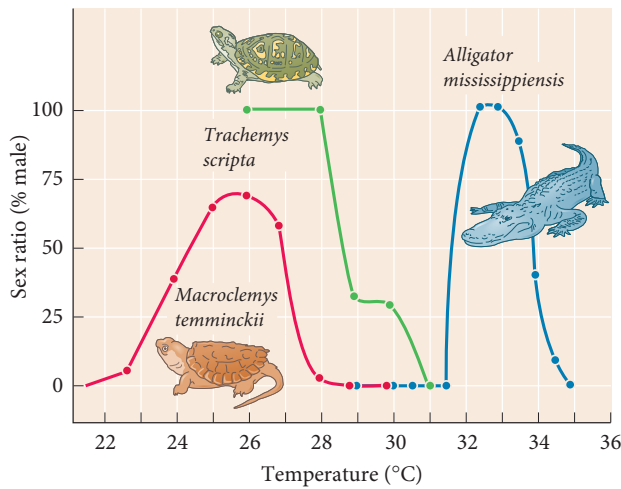 Alligator
mississippiensis
Trachemys
scripta
Macroclemys
temminckii
Sex ratio (% male)
100
75
50
25
0
22
24
26
28
30
32
34
36
Temperature (°C)